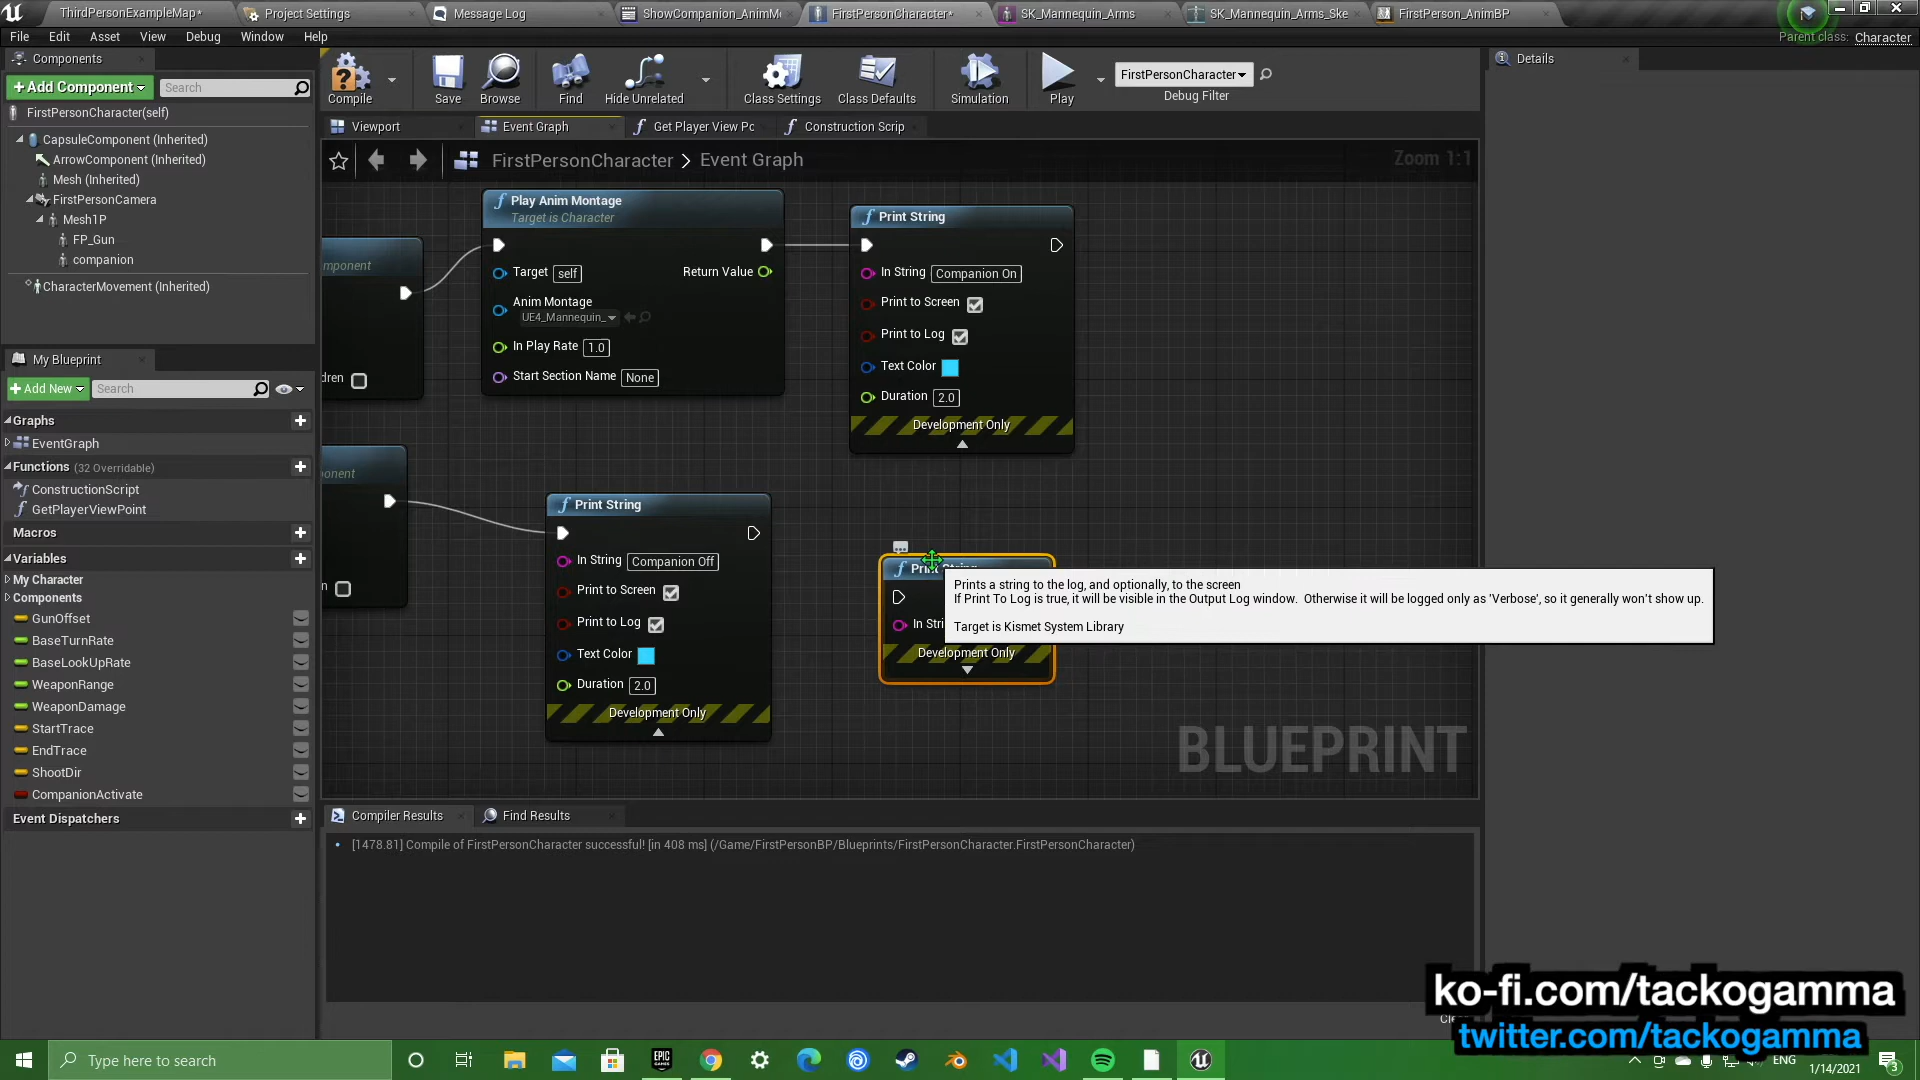 ThirdPersonExampleMap*
Project Settings
Message Log
ShowCompanion_AnimMo
FirstPersonCharacter*
SK_Mannequin_Arms
SK_Mannequin_Arms_Ske
FirstPerson_AnimBP
File Edit Asset View Debug Window Help
Parent class: Character
Components
+ Add Component
Search
FirstPersonCharacter(self)
CapsuleComponent (Inherited)
ArrowComponent (Inherited)
Mesh (Inherited)
FirstPersonCamera
Mesh1P
FP_Gun
companion
CharacterMovement (Inherited)
My Blueprint
+ Add New
Search
Graphs
EventGraph
Functions (32 Overridable)
ConstructionScript
GetPlayerViewPoint
Macros
Variables
My Character
Components
GunOffset
BaseTurnRate
BaseLookUpRate
WeaponRange
WeaponDamage
StartTrace
EndTrace
ShootDir
CompanionActivate
Event Dispatchers
Compile
Save
Browse
Find
Hide Unrelated
Class Settings
Class Defaults
Simulation
Play
FirstPersonCharacter
Debug Filter
Viewport
Event Graph
Get Player View Pc
Construction Scrip
FirstPersonCharacter > Event Graph
Zoom 1:1
mponent
dren
Play Anim Montage
Target is Character
Target self
Return Value
Anim Montage
UE4_Mannequin_
In Play Rate 1.0
Start Section Name None
Print String
In String Companion On
Print to Screen
Print to Log
Text Color
Duration 2.0
Development Only
ponent
n
Print String
In String Companion Off
Print to Screen
Print to Log
Text Color
Duration 2.0
Development Only
Print String
In Stri
Development Only
Prints a string to the log, and optionally, to the screen
If Print To Log is true, it will be visible in the Output Log window. Otherwise it will be logged only as 'Verbose', so it generally won't show up.
Target is Kismet System Library
BLUEPRINT
Details
Compiler Results
Find Results
[1478.81] Compile of FirstPersonCharacter successful! [in 408 ms] (/Game/FirstPersonBP/Blueprints/FirstPersonCharacter.FirstPersonCharacter)
ko-fi.com/tackogamma
twitter.com/tackogamma
Type here to search
EPIC GAMES
ENG
1/14/2021
3